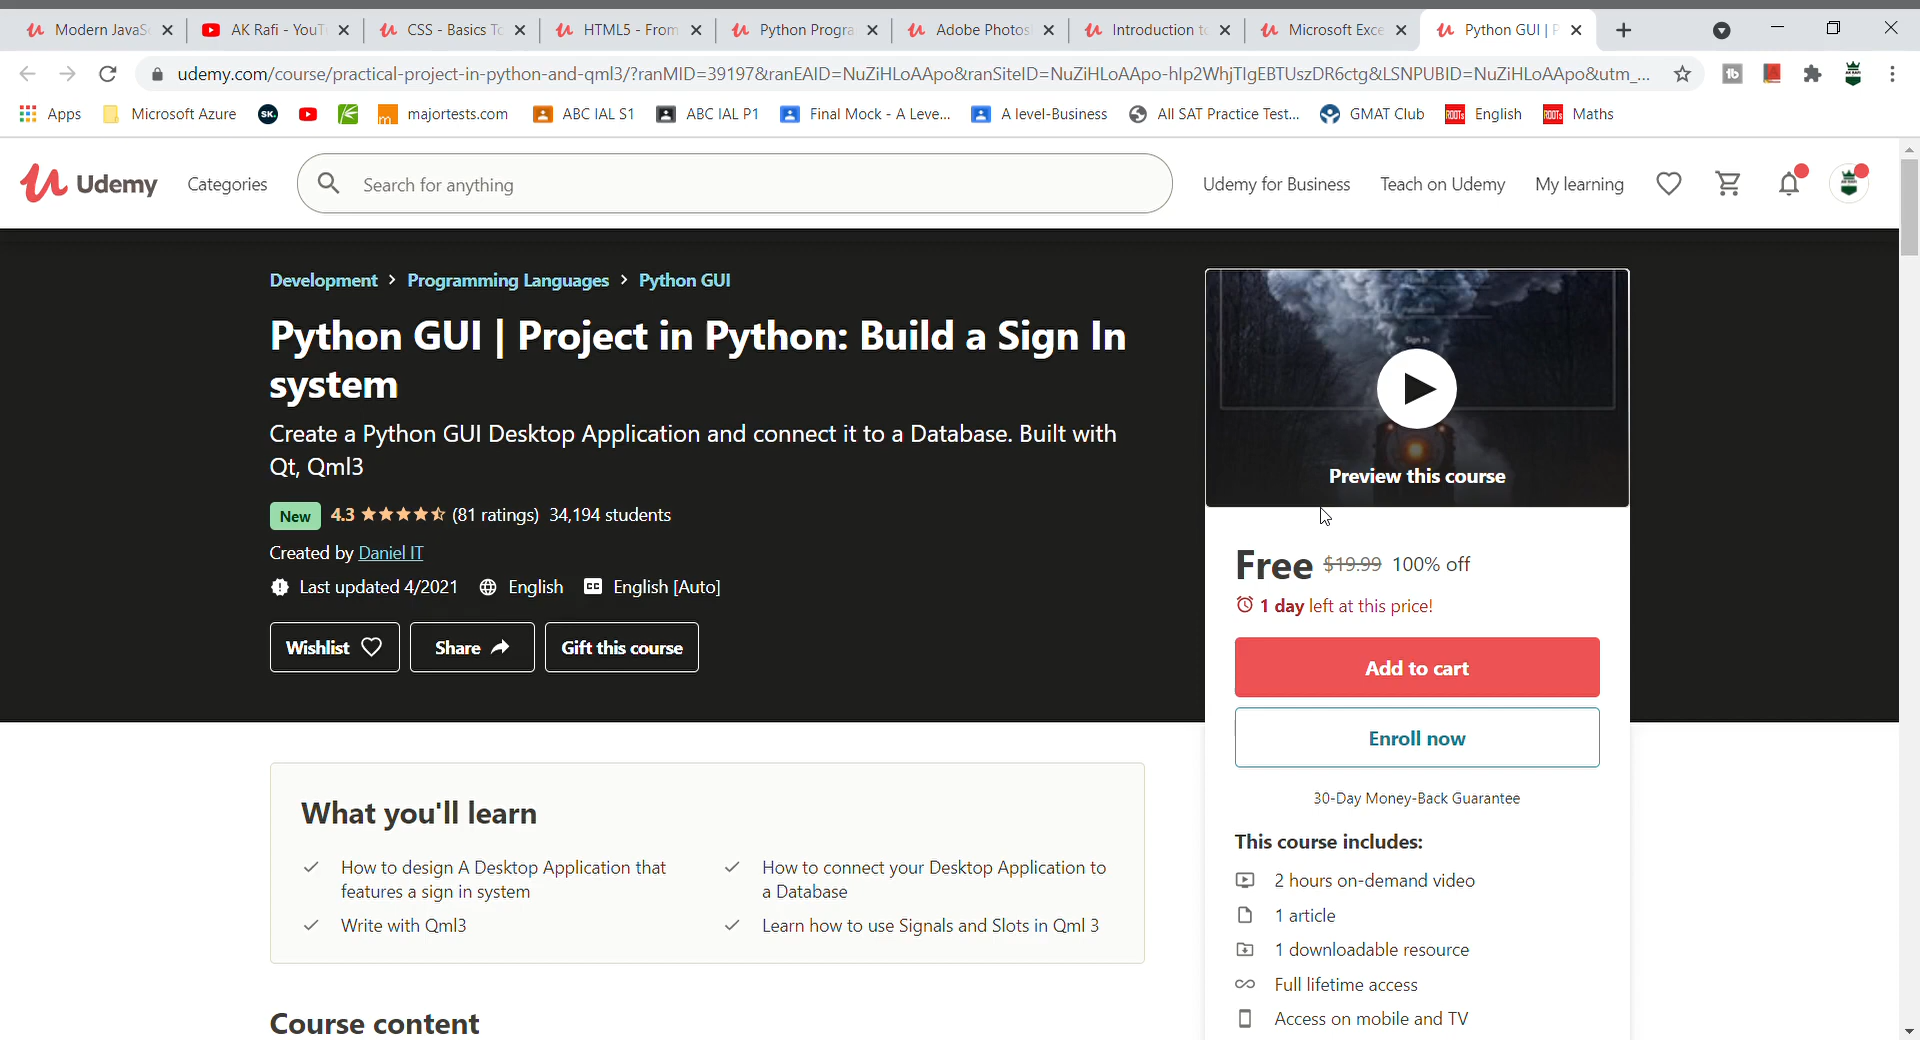 Modern JavaS
AK Rafi - YouT
CSS - Basics To
HTML5 - From
Python Progra
Adobe Photos
Introduction to
Microsoft Exce
Python GUI | P
udemy.com/course/practical-project-in-python-and-qml3/?ranMID=39197&ranEAID=NuZiHLoAApo&ranSiteID=NuZiHLoAApo-hIp2WhjTIgEBTUszDR6ctg&LSNPUBID=NuZiHLoAApo&utm_...
Apps
Microsoft Azure
SK.
majortests.com
ABC IAL S1
ABC IAL P1
Final Mock - A Leve...
A level-Business
All SAT Practice Test...
GMAT Club
English
Maths
Udemy
Categories
Search for anything
Udemy for Business
Teach on Udemy
My learning
Development > Programming Languages > Python GUI
Python GUI | Project in Python: Build a Sign In
system
Create a Python GUI Desktop Application and connect it to a Database. Built with
Qt, Qml3
New 4.3 (81 ratings) 34,194 students
Created by Daniel IT
Last updated 4/2021 English CC English [Auto]
Wishlist
Share
Gift this course
Sign In
Preview this course
Free $19.99 100% off
1 day left at this price!
Add to cart
Enroll now
30-Day Money-Back Guarantee
This course includes:
2 hours on-demand video
1 article
1 downloadable resource
Full lifetime access
Access on mobile and TV
What you'll learn
How to design A Desktop Application that
features a sign in system
Write with Qml3
How to connect your Desktop Application to
a Database
Learn how to use Signals and Slots in Qml 3
Course content